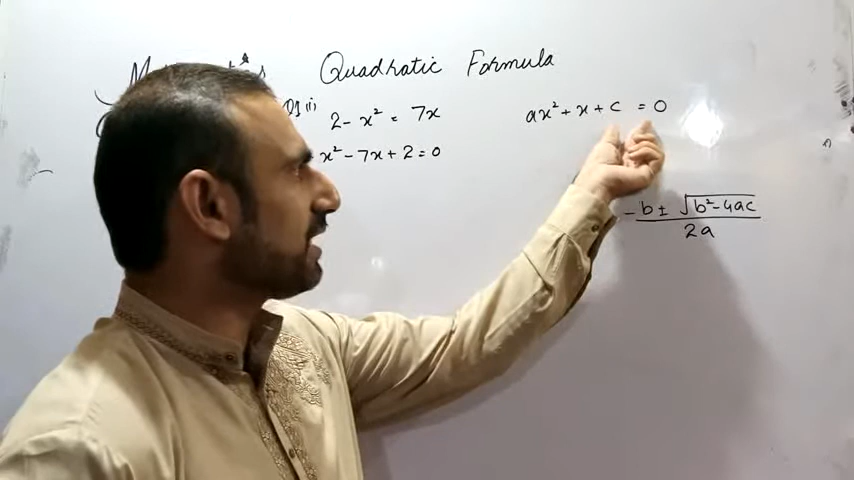 Quadratic Formula
2 - x² = 7x
ax² + x + c = 0
x² - 7x + 2 = 0
-b ± √b² - 4ac
2a